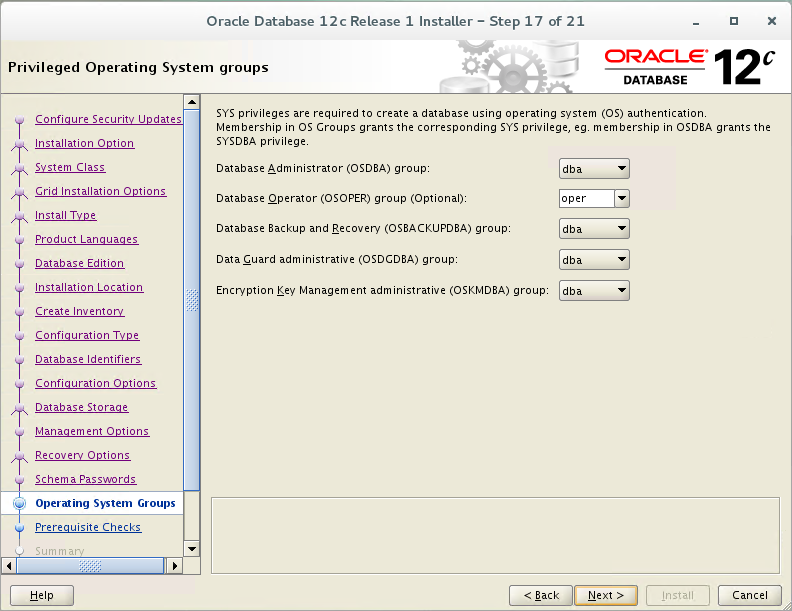 Oracle Database 12c Release 1 Installer – Step 17 of 21
Privileged Operating System groups
ORACLE®
DATABASE
12c
Configure Security Updates
Installation Option
System Class
Grid Installation Options
Install Type
Product Languages
Database Edition
Installation Location
Create Inventory
Configuration Type
Database Identifiers
Configuration Options
Database Storage
Management Options
Recovery Options
Schema Passwords
Operating System Groups
Prerequisite Checks
Summary
SYS privileges are required to create a database using operating system (OS) authentication.
Membership in OS Groups grants the corresponding SYS privilege, eg. membership in OSDBA grants the
SYSDBA privilege.
Database Administrator (OSDBA) group: dba
Database Operator (OSOPER) group (Optional): oper
Database Backup and Recovery (OSBACKUPDBA) group: dba
Data Guard administrative (OSDGDBA) group: dba
Encryption Key Management administrative (OSKMDBA) group: dba
Help
< Back
Next >
Install
Cancel